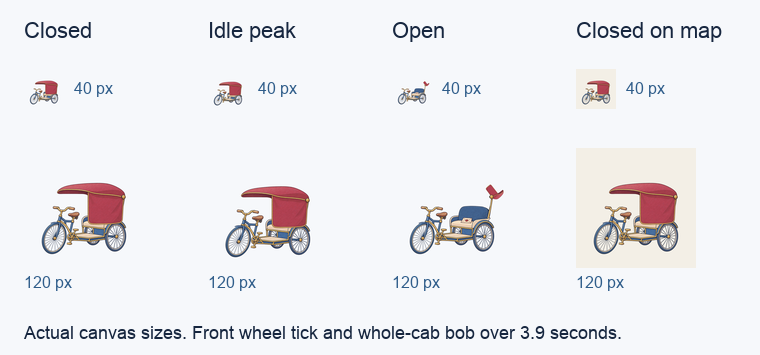 Closed
Idle peak
Open
Closed on map
40 px
40 px
40 px
40 px
120 px
120 px
120 px
120 px
Actual canvas sizes. Front wheel tick and whole-cab bob over 3.9 seconds.